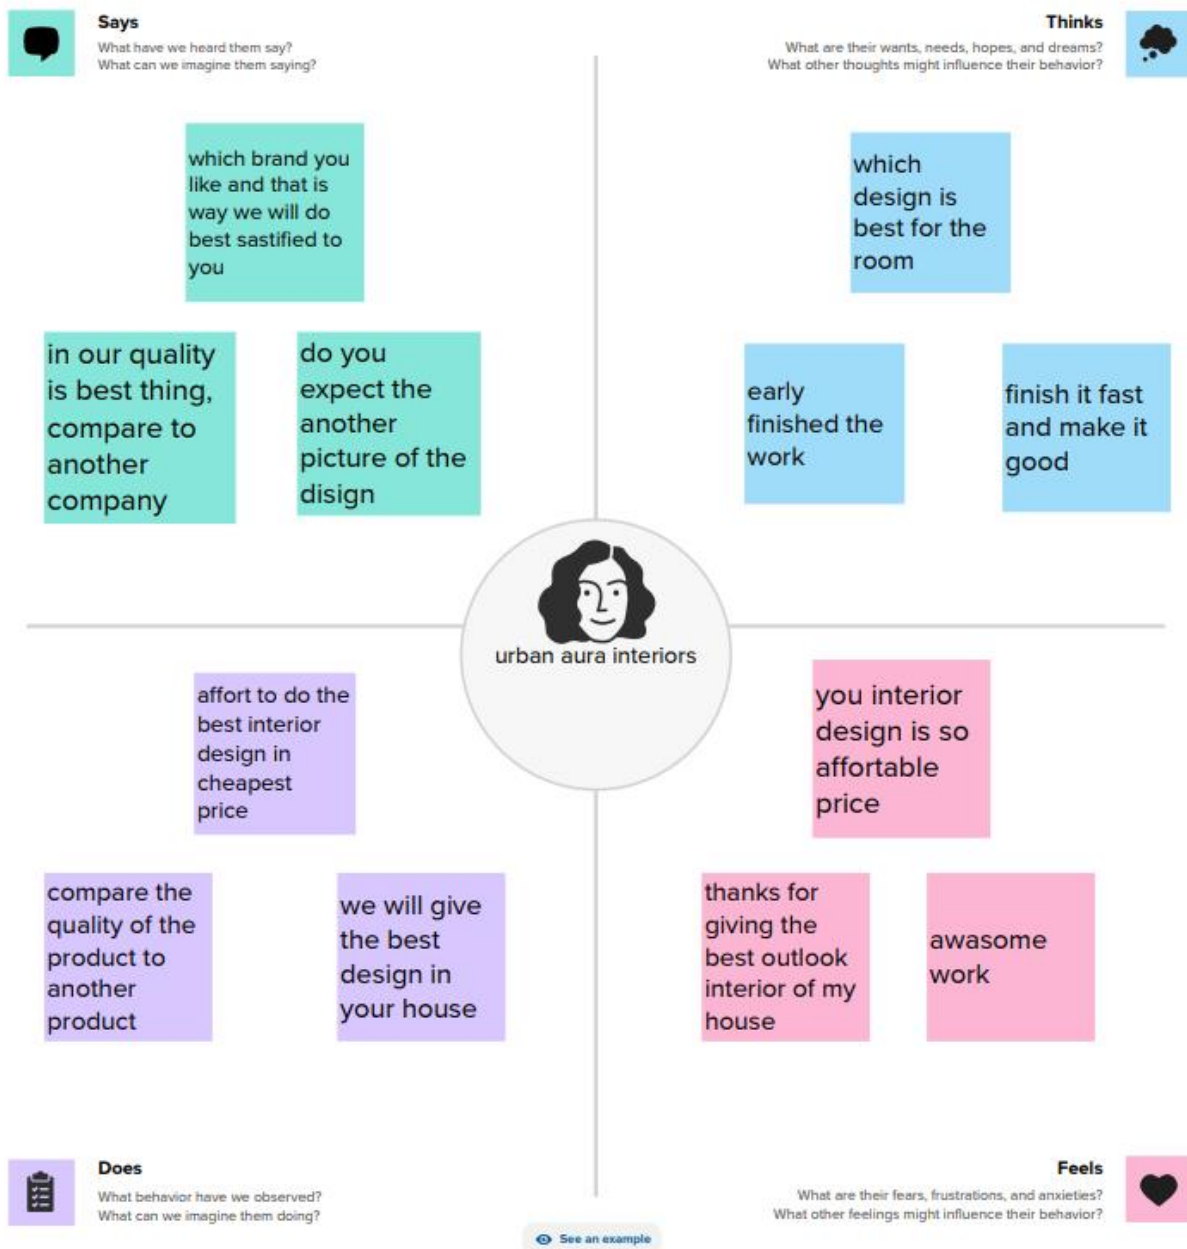 Says
What have we heard them say?
What can we imagine them saying?
Thinks
What are their wants, needs, hopes, and dreams?
What other thoughts might influence their behavior?
which brand you
like and that is
way we will do
best sastified to
you
in our quality
is best thing,
compare to
another
company
do you
expect the
another
picture of the
disign
which
design is
best for the
room
early
finished the
work
finish it fast
and make it
good
urban aura interiors
affort to do the
best interior
design in
cheapest
price
compare the
quality of the
product to
another
product
we will give
the best
design in
your house
you interior
design is so
affortable
price
thanks for
giving the
best outlook
interior of my
house
awasome
work
Does
What behavior have we observed?
What can we imagine them doing?
Feels
What are their fears, frustrations, and anxieties?
What other feelings might influence their behavior?
See an example